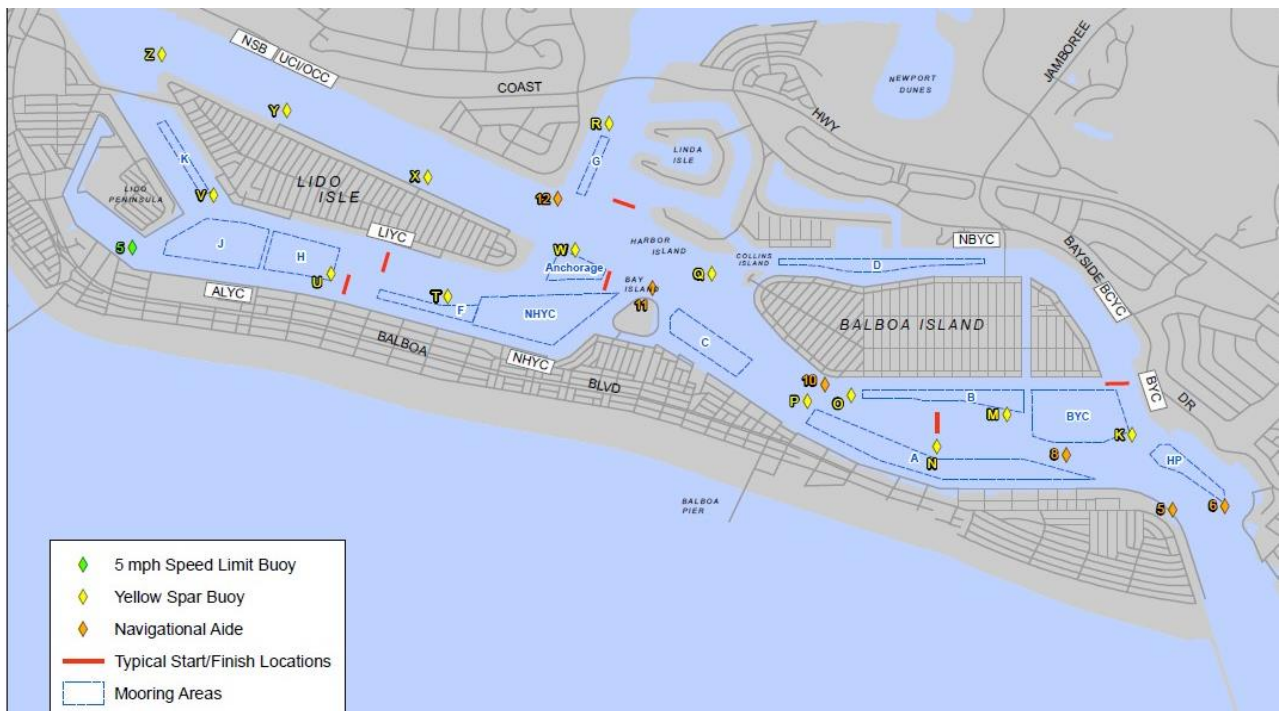 Z
NSB
UCI/OCC
COAST
JAMBOREE
NEWPORT
DUNES
Y
R
HWY
K
G
LINDA
ISLE
LIDO
PENINSULA
V
LIDO
ISLE
X
12
5
J
H
LIYC
W
Anchorage
HARBOR
ISLAND
NBYC
BAYSIDE
BCYC
U
BAY
ISLAND
Q
COLLINS
ISLAND
D
ALYC
T
F
NHYC
11
BALBOA ISLAND
BALBOA
NHYC
BLVD
C
10
P
O
B
M
BYC
BYC
DR
K
A
N
8
HP
BALBOA
PIER
5
6
5 mph Speed Limit Buoy
Yellow Spar Buoy
Navigational Aide
Typical Start/Finish Locations
Mooring Areas